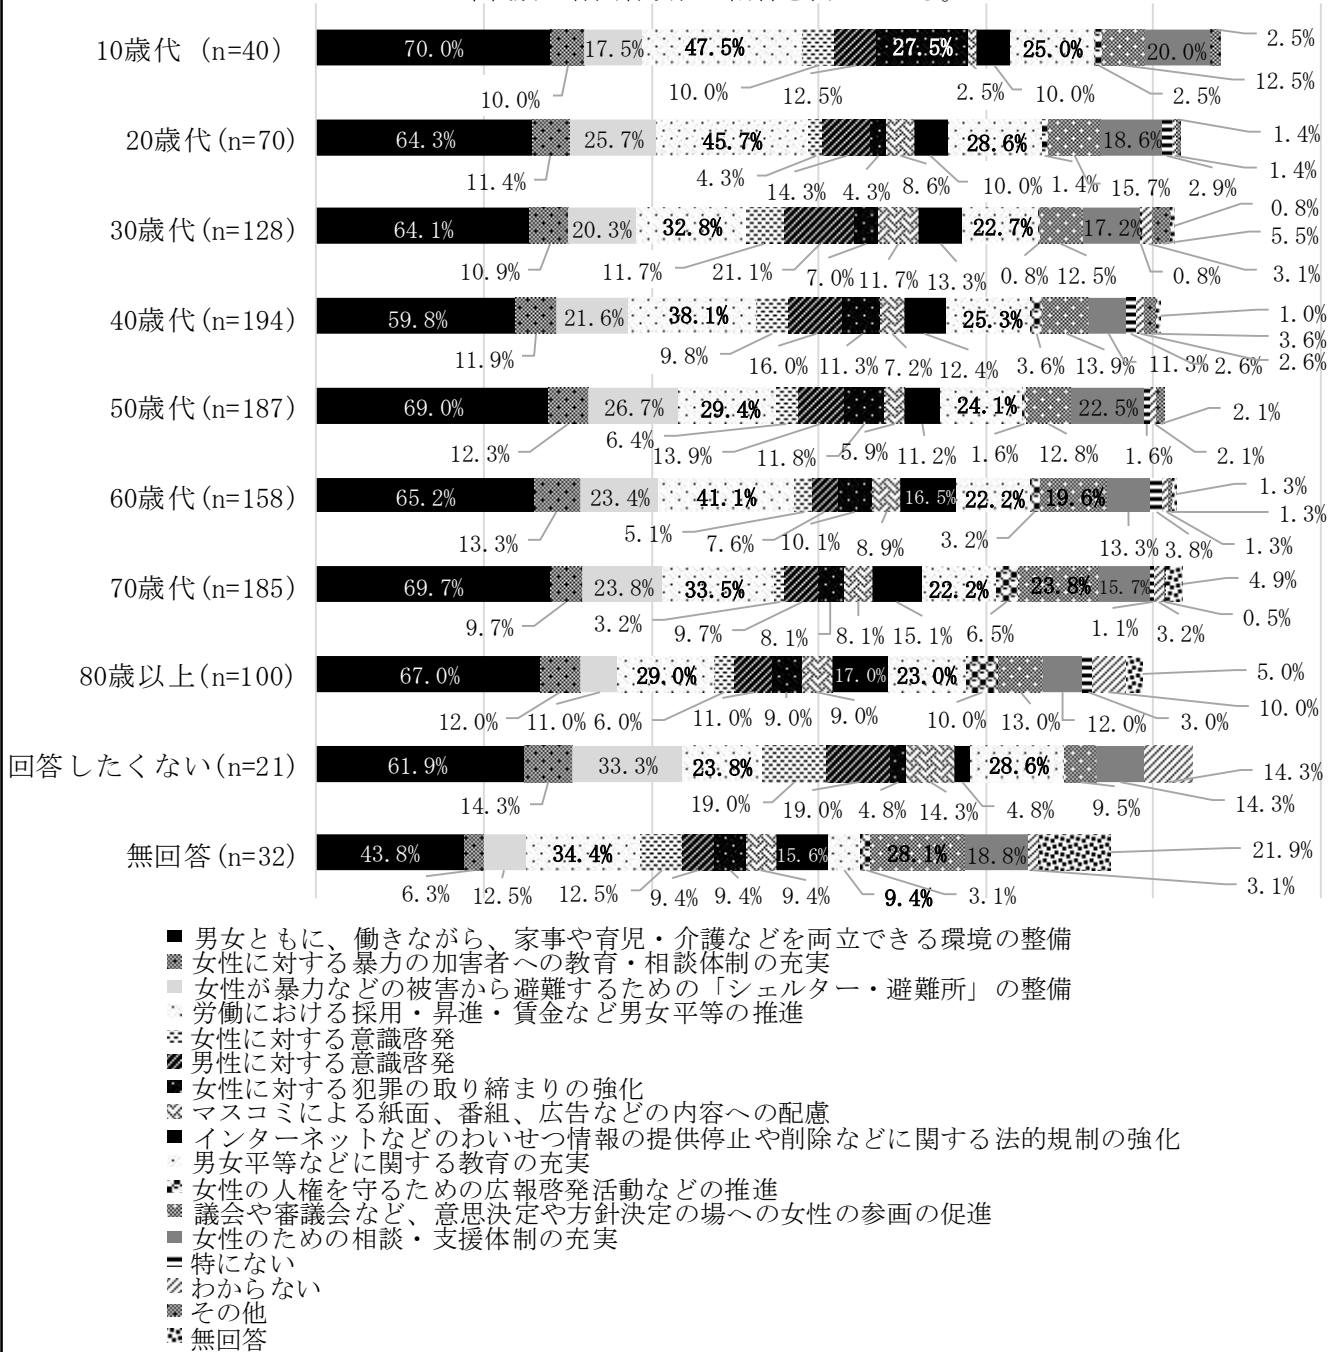 10歳代 (n=40)
70.0% 17.5% 47.5% 27.5% 25.0% 20.0% 2.5%
10.0% 10.0% 12.5% 2.5% 10.0% 2.5% 12.5%
20歳代(n=70)
64.3% 25.7% 45.7% 28.6% 18.6% 1.4%
11.4% 4.3% 14.3% 4.3% 8.6% 10.0% 1.4% 15.7% 2.9% 1.4%
30歳代(n=128)
64.1% 20.3% 32.8% 22.7% 17.2% 0.8%
5.5%
10.9% 11.7% 21.1% 7.0% 11.7% 13.3% 0.8% 12.5% 0.8% 3.1%
40歳代(n=194)
59.8% 21.6% 38.1% 25.3% 1.0%
3.6%
11.9% 9.8% 16.0% 11.3% 7.2% 12.4% 3.6% 13.9% 11.3% 2.6% 2.6%
50歳代(n=187)
69.0% 26.7% 29.4% 24.1% 22.5% 2.1%
12.3% 6.4% 13.9% 11.8% 5.9% 11.2% 1.6% 12.8% 1.6% 2.1%
60歳代(n=158)
65.2% 23.4% 41.1% 16.5% 22.2% 19.6% 1.3%
1.3%
13.3% 5.1% 7.6% 10.1% 8.9% 3.2% 13.3% 3.8% 1.3%
70歳代(n=185)
69.7% 23.8% 33.5% 22.2% 23.8% 15.7% 4.9%
9.7% 3.2% 9.7% 8.1% 8.1% 15.1% 6.5% 1.1% 3.2% 0.5%
80歳以上(n=100)
67.0% 29.0% 17.0% 23.0% 5.0%
12.0% 11.0% 6.0% 11.0% 9.0% 9.0% 10.0% 13.0% 12.0% 3.0% 10.0%
回答したくない(n=21)
61.9% 33.3% 23.8% 28.6% 14.3%
14.3% 19.0% 19.0% 4.8% 14.3% 4.8% 9.5% 14.3%
無回答(n=32)
43.8% 34.4% 15.6% 28.1% 18.8% 21.9%
6.3% 12.5% 12.5% 9.4% 9.4% 9.4% 9.4% 3.1% 3.1%
男女ともに、働きながら、家事や育児・介護などを両立できる環境の整備
女性に対する暴力の加害者への教育・相談体制の充実
女性が暴力などの被害から避難するための「シェルター・避難所」の整備
労働における採用・昇進・賃金など男女平等の推進
女性に対する意識啓発
男性に対する意識啓発
女性に対する犯罪の取り締まりの強化
マスコミによる紙面、番組、広告などの内容への配慮
インターネットなどのわいせつ情報の提供停止や削除などに関する法的規制の強化
男女平等などに関する教育の充実
女性の人権を守るための広報啓発活動などの推進
議会や審議会など、意思決定や方針決定の場への女性の参画の促進
女性のための相談・支援体制の充実
特にない
わからない
その他
無回答